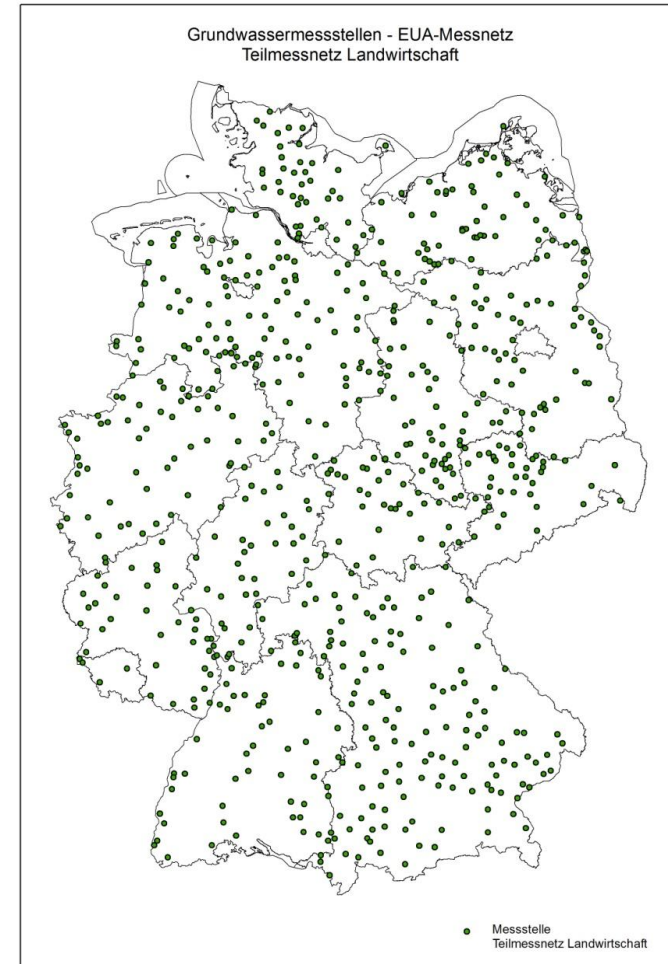 Grundwassermessstellen - EUA-Messnetz
Teilmessnetz Landwirtschaft
Messstelle
Teilmessnetz Landwirtschaft